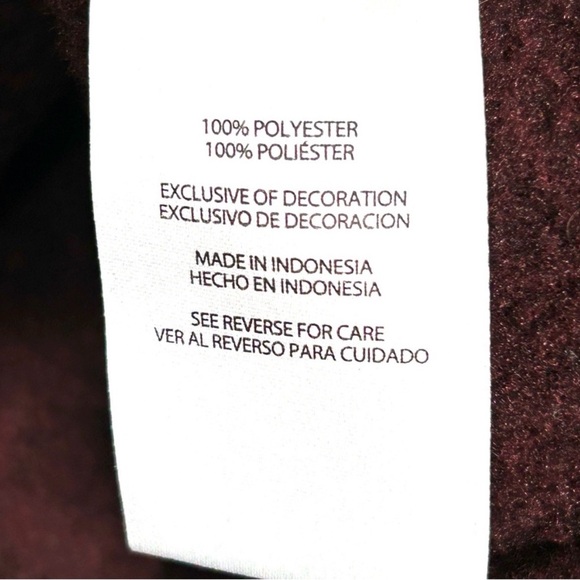 100% POLYESTER
100% POLIÉSTER
EXCLUSIVE OF DECORATION
EXCLUSIVO DE DECORACION
MADE IN INDONESIA
HECHO EN INDONESIA
SEE REVERSE FOR CARE
VER AL REVERSO PARA CUIDADO